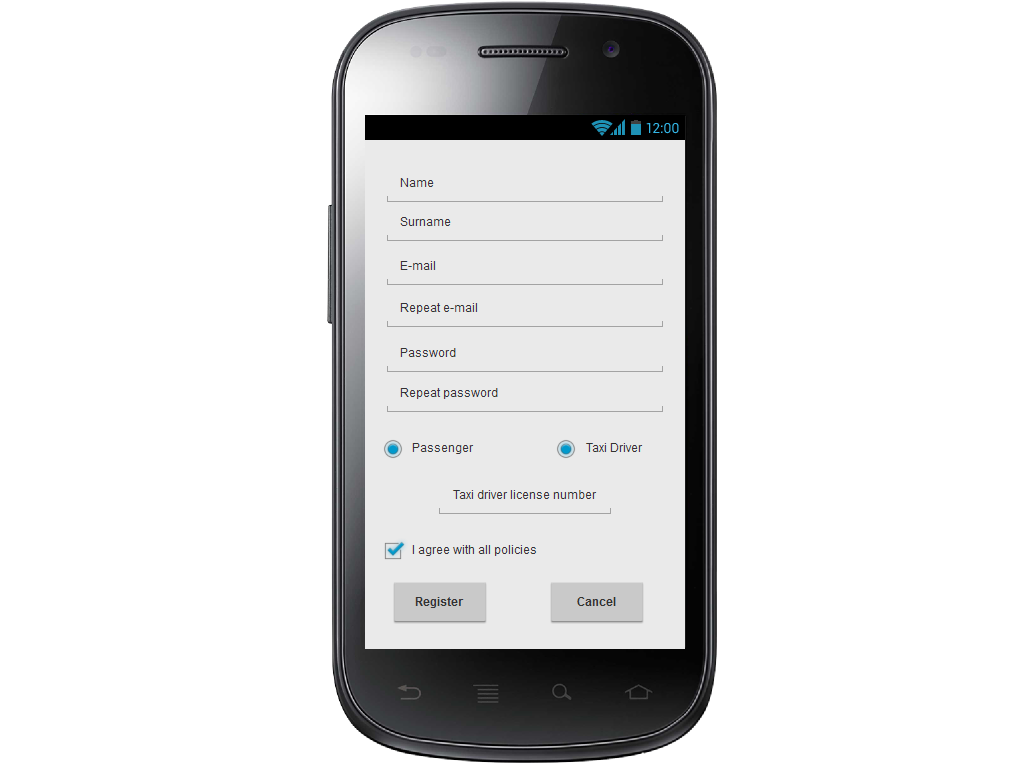 12:00
Name
Surname
E-mail
Repeat e-mail
Password
Repeat password
Passenger Taxi Driver
Taxi driver license number
I agree with all policies
Register Cancel